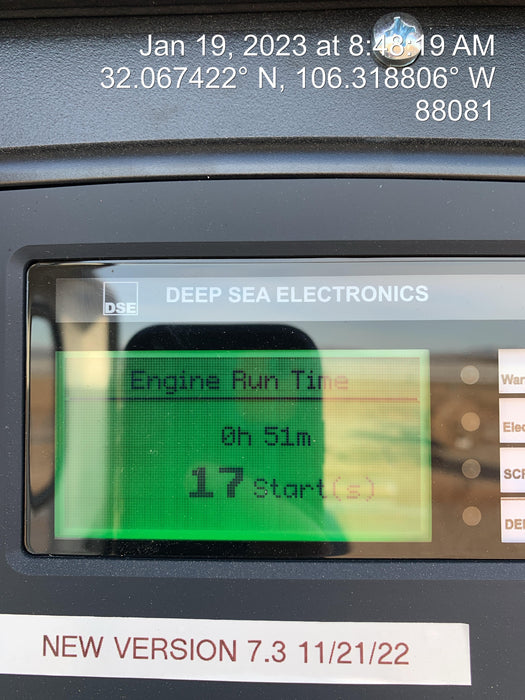 Jan 19, 2023 at 8:48:19 AM
32.067422° N, 106.318806° W
88081
DSE
DEEP SEA ELECTRONICS
Engine Run Time
0h 51m
17 Start(s)
NEW VERSION 7.3 11/21/22